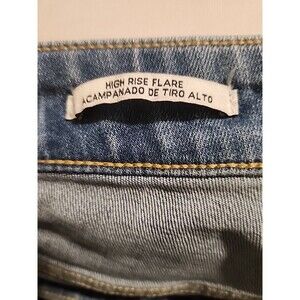 HIGH RISE FLARE
ACAMPANADO DE TIRO ALTO